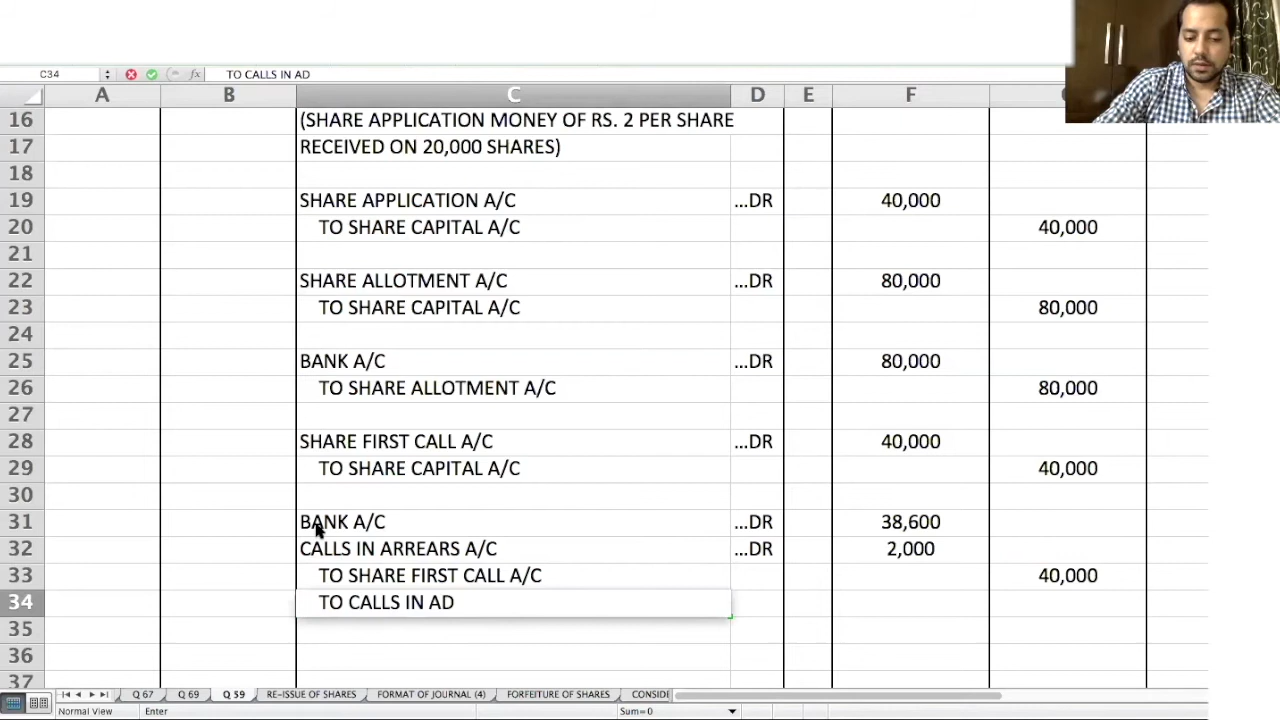 C34 fx TO CALLS IN AD
A B C D E F
16 (SHARE APPLICATION MONEY OF RS. 2 PER SHARE
17 RECEIVED ON 20,000 SHARES)
18
19 SHARE APPLICATION A/C ...DR 40,000
20 TO SHARE CAPITAL A/C 40,000
21
22 SHARE ALLOTMENT A/C ...DR 80,000
23 TO SHARE CAPITAL A/C 80,000
24
25 BANK A/C ...DR 80,000
26 TO SHARE ALLOTMENT A/C 80,000
27
28 SHARE FIRST CALL A/C ...DR 40,000
29 TO SHARE CAPITAL A/C 40,000
30
31 BANK A/C ...DR 38,600
32 CALLS IN ARREARS A/C ...DR 2,000
33 TO SHARE FIRST CALL A/C 40,000
34 TO CALLS IN AD
35
36
37
Q 67 Q 69 Q 59 RE-ISSUE OF SHARES FORMAT OF JOURNAL (4) FORFEITURE OF SHARES CONSIDI
Normal View Enter Sum=0